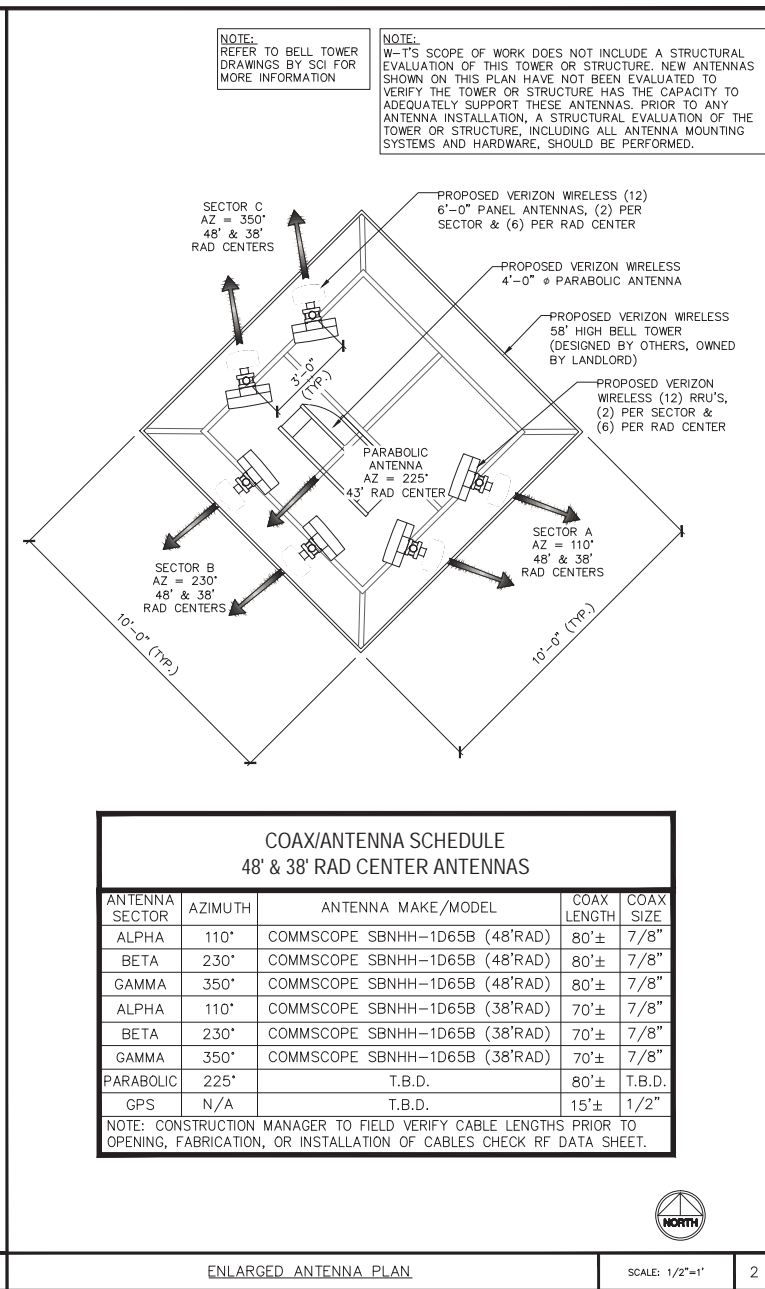 NOTE:
REFER TO BELL TOWER
DRAWINGS BY SCI FOR
MORE INFORMATION
NOTE:
W-T'S SCOPE OF WORK DOES NOT INCLUDE A STRUCTURAL
EVALUATION OF THIS TOWER OR STRUCTURE. NEW ANTENNAS
SHOWN ON THIS PLAN HAVE NOT BEEN EVALUATED TO
VERIFY THE TOWER OR STRUCTURE HAS THE CAPACITY TO
ADEQUATELY SUPPORT THESE ANTENNAS. PRIOR TO ANY
ANTENNA INSTALLATION, A STRUCTURAL EVALUATION OF THE
TOWER OR STRUCTURE, INCLUDING ALL ANTENNA MOUNTING
SYSTEMS AND HARDWARE, SHOULD BE PERFORMED.
SECTOR C
AZ = 350°
48' & 38'
RAD CENTERS
PROPOSED VERIZON WIRELESS (12)
6'-0" PANEL ANTENNAS, (2) PER
SECTOR & (6) PER RAD CENTER
PROPOSED VERIZON WIRELESS
4'-0" ø PARABOLIC ANTENNA
PROPOSED VERIZON WIRELESS
58' HIGH BELL TOWER
(DESIGNED BY OTHERS, OWNED
BY LANDLORD)
PROPOSED VERIZON
WIRELESS (12) RRU'S,
(2) PER SECTOR &
(6) PER RAD CENTER
3'-0"
(TYP.)
PARABOLIC
ANTENNA
AZ = 225°
43' RAD CENTER
SECTOR A
AZ = 110°
48' & 38'
RAD CENTERS
SECTOR B
AZ = 230°
48' & 38'
RAD CENTERS
10'-0" (TYP.)
10'-0" (TYP.)
COAX/ANTENNA SCHEDULE
48' & 38' RAD CENTER ANTENNAS
ANTENNA SECTOR AZIMUTH ANTENNA MAKE/MODEL COAX LENGTH COAX SIZE
ALPHA 110° COMMSCOPE SBNHH-1D65B (48'RAD) 80'± 7/8"
BETA 230° COMMSCOPE SBNHH-1D65B (48'RAD) 80'± 7/8"
GAMMA 350° COMMSCOPE SBNHH-1D65B (48'RAD) 80'± 7/8"
ALPHA 110° COMMSCOPE SBNHH-1D65B (38'RAD) 70'± 7/8"
BETA 230° COMMSCOPE SBNHH-1D65B (38'RAD) 70'± 7/8"
GAMMA 350° COMMSCOPE SBNHH-1D65B (38'RAD) 70'± 7/8"
PARABOLIC 225° T.B.D. 80'± T.B.D.
GPS N/A T.B.D. 15'± 1/2"
NOTE: CONSTRUCTION MANAGER TO FIELD VERIFY CABLE LENGTHS PRIOR TO
OPENING, FABRICATION, OR INSTALLATION OF CABLES CHECK RF DATA SHEET.
NORTH
ENLARGED ANTENNA PLAN
SCALE: 1/2"=1'
2